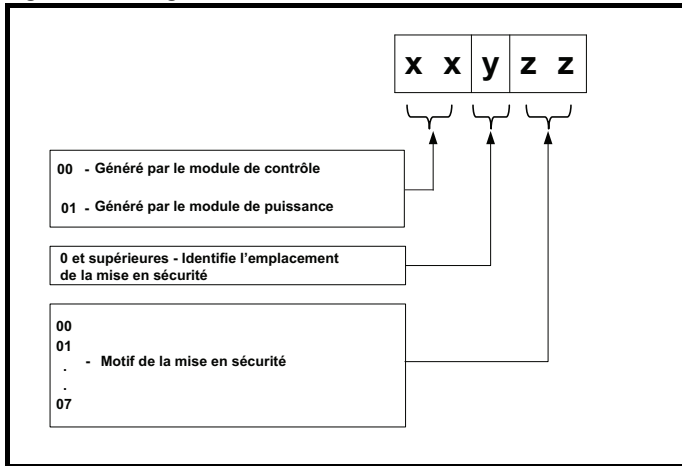 x x y z z
00 - Généré par le module de contrôle
01 - Généré par le module de puissance
0 et supérieures - Identifie l'emplacement
de la mise en sécurité
00
01
- Motif de la mise en sécurité
.
.
07